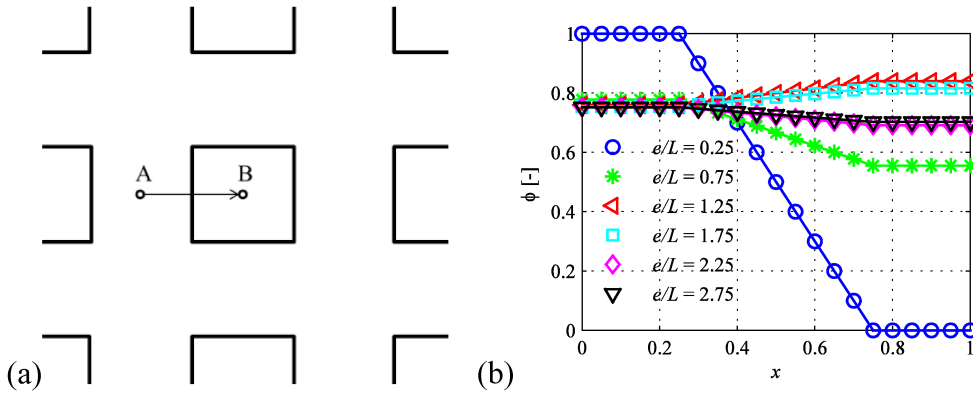 A
B
(a)
1
0.8
0.6
0.4
0.2
0
ϕ [-]
e/L = 0.25
e/L = 0.75
e/L = 1.25
e/L = 1.75
e/L = 2.25
e/L = 2.75
0
0.2
0.4
0.6
0.8
1
x
(b)